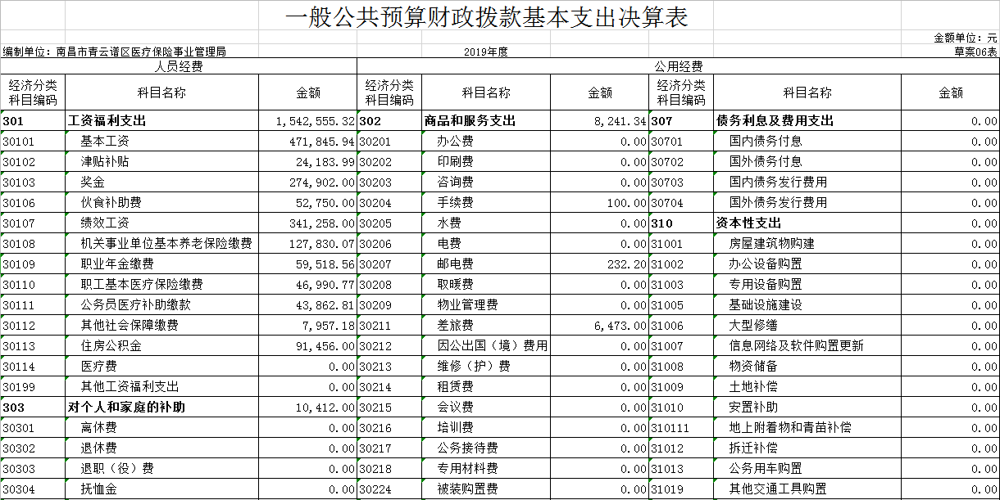 一般公共预算财政拨款基本支出决算表
金额单位：元
编制单位：南昌市青云谱区医疗保险事业管理局 2019年度 草案06表
人员经费 公用经费
经济分类科目编码 科目名称 金额 经济分类科目编码 科目名称 金额 经济分类科目编码 科目名称 金额
301 工资福利支出 1,542,555.32 302 商品和服务支出 8,241.34 307 债务利息及费用支出 0.00
30101 基本工资 471,845.94 30201 办公费 0.00 30701 国内债务付息 0.00
30102 津贴补贴 24,183.99 30202 印刷费 0.00 30702 国外债务付息 0.00
30103 奖金 274,902.00 30203 咨询费 0.00 30703 国内债务发行费用 0.00
30106 伙食补助费 52,750.00 30204 手续费 100.00 30704 国外债务发行费用 0.00
30107 绩效工资 341,258.00 30205 水费 0.00 310 资本性支出 0.00
30108 机关事业单位基本养老保险缴费 127,830.07 30206 电费 0.00 31001 房屋建筑物购建 0.00
30109 职业年金缴费 59,518.56 30207 邮电费 232.20 31002 办公设备购置 0.00
30110 职工基本医疗保险缴费 46,990.77 30208 取暖费 0.00 31003 专用设备购置 0.00
30111 公务员医疗补助缴款 43,862.81 30209 物业管理费 0.00 31005 基础设施建设 0.00
30112 其他社会保障缴费 7,957.18 30211 差旅费 6,473.00 31006 大型修缮 0.00
30113 住房公积金 91,456.00 30212 因公出国（境）费用 0.00 31007 信息网络及软件购置更新 0.00
30114 医疗费 0.00 30213 维修（护）费 0.00 31008 物资储备 0.00
30199 其他工资福利支出 0.00 30214 租赁费 0.00 31009 土地补偿 0.00
303 对个人和家庭的补助 10,412.00 30215 会议费 0.00 31010 安置补助 0.00
30301 离休费 0.00 30216 培训费 0.00 310111 地上附着物和青苗补偿 0.00
30302 退休费 0.00 30217 公务接待费 0.00 31012 拆迁补偿 0.00
30303 退职（役）费 0.00 30218 专用材料费 0.00 31013 公务用车购置 0.00
30304 抚恤金 0.00 30224 被装购置费 0.00 31019 其他交通工具购置 0.00